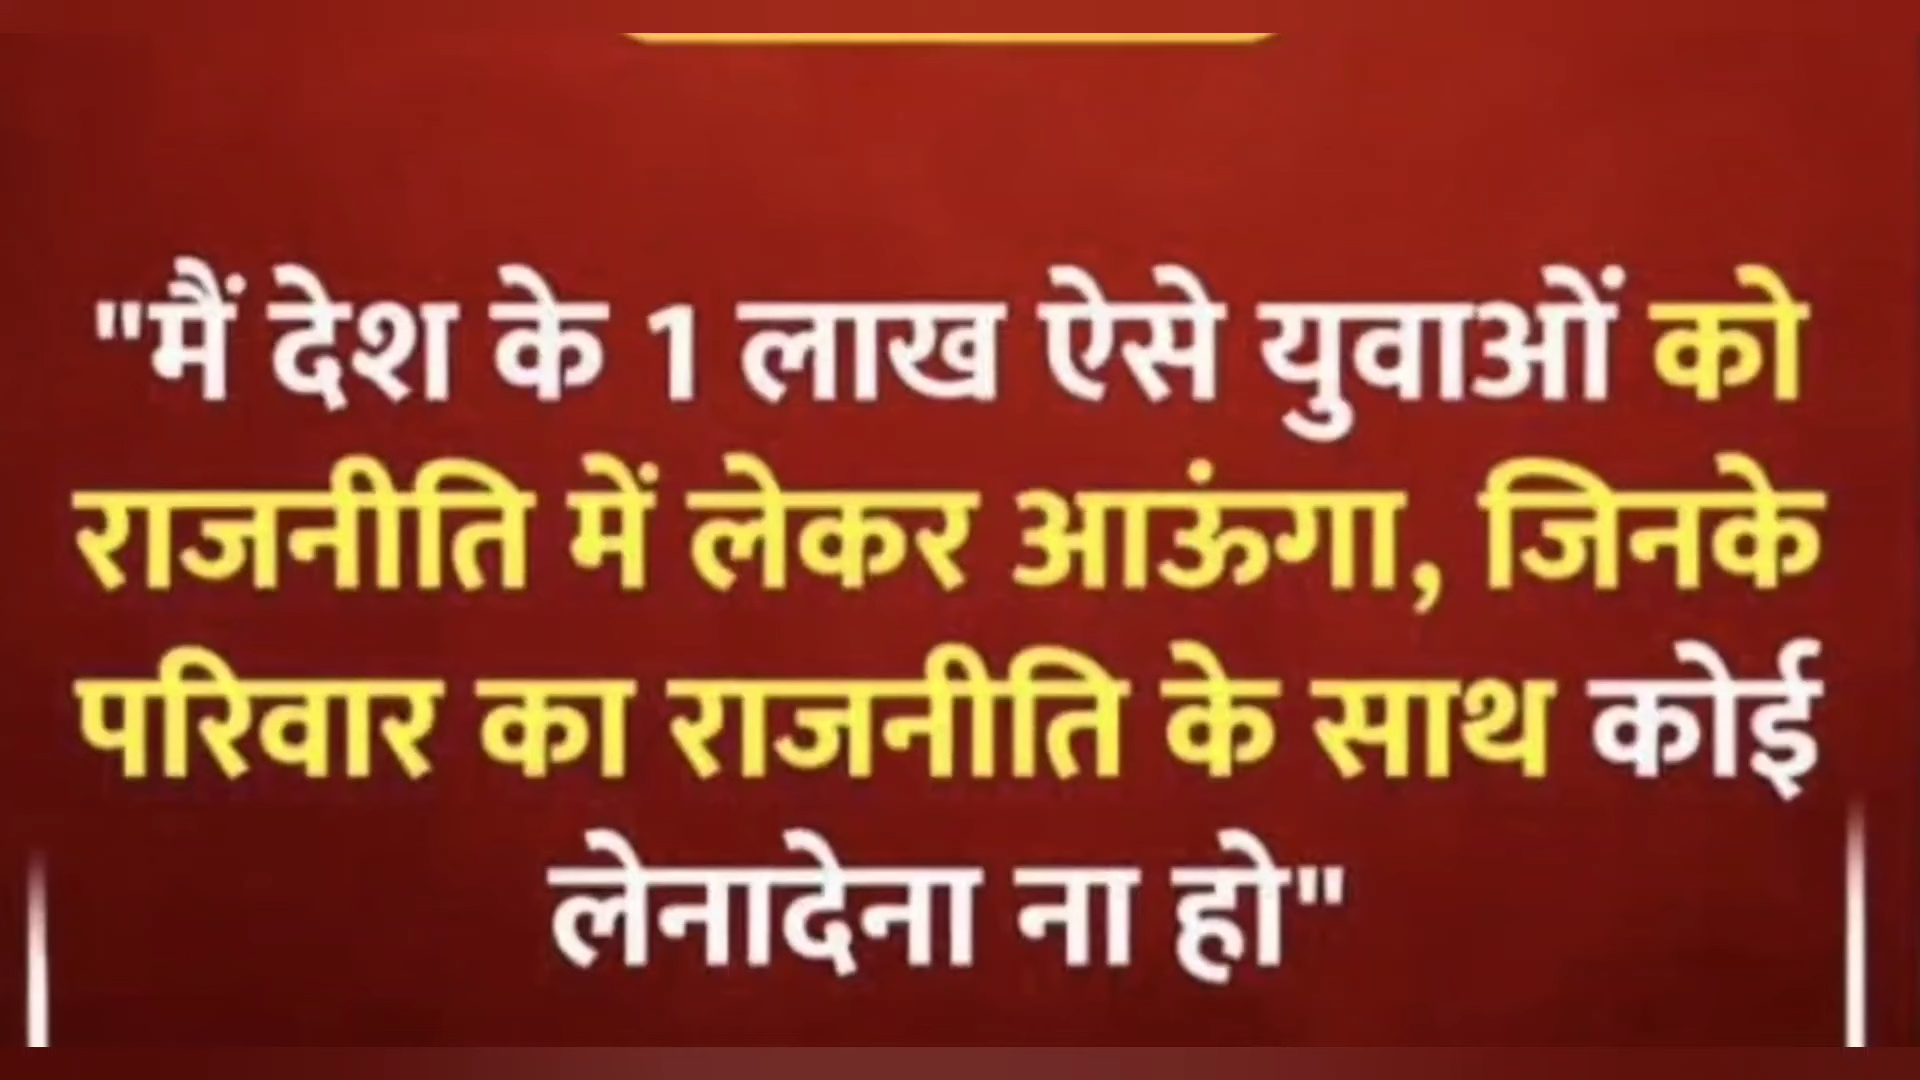 "मैं देश के 1 लाख ऐसे युवाओं को
राजनीति में लेकर आऊंगा, जिनके
परिवार का राजनीति के साथ कोई
लेनादेना ना हो"